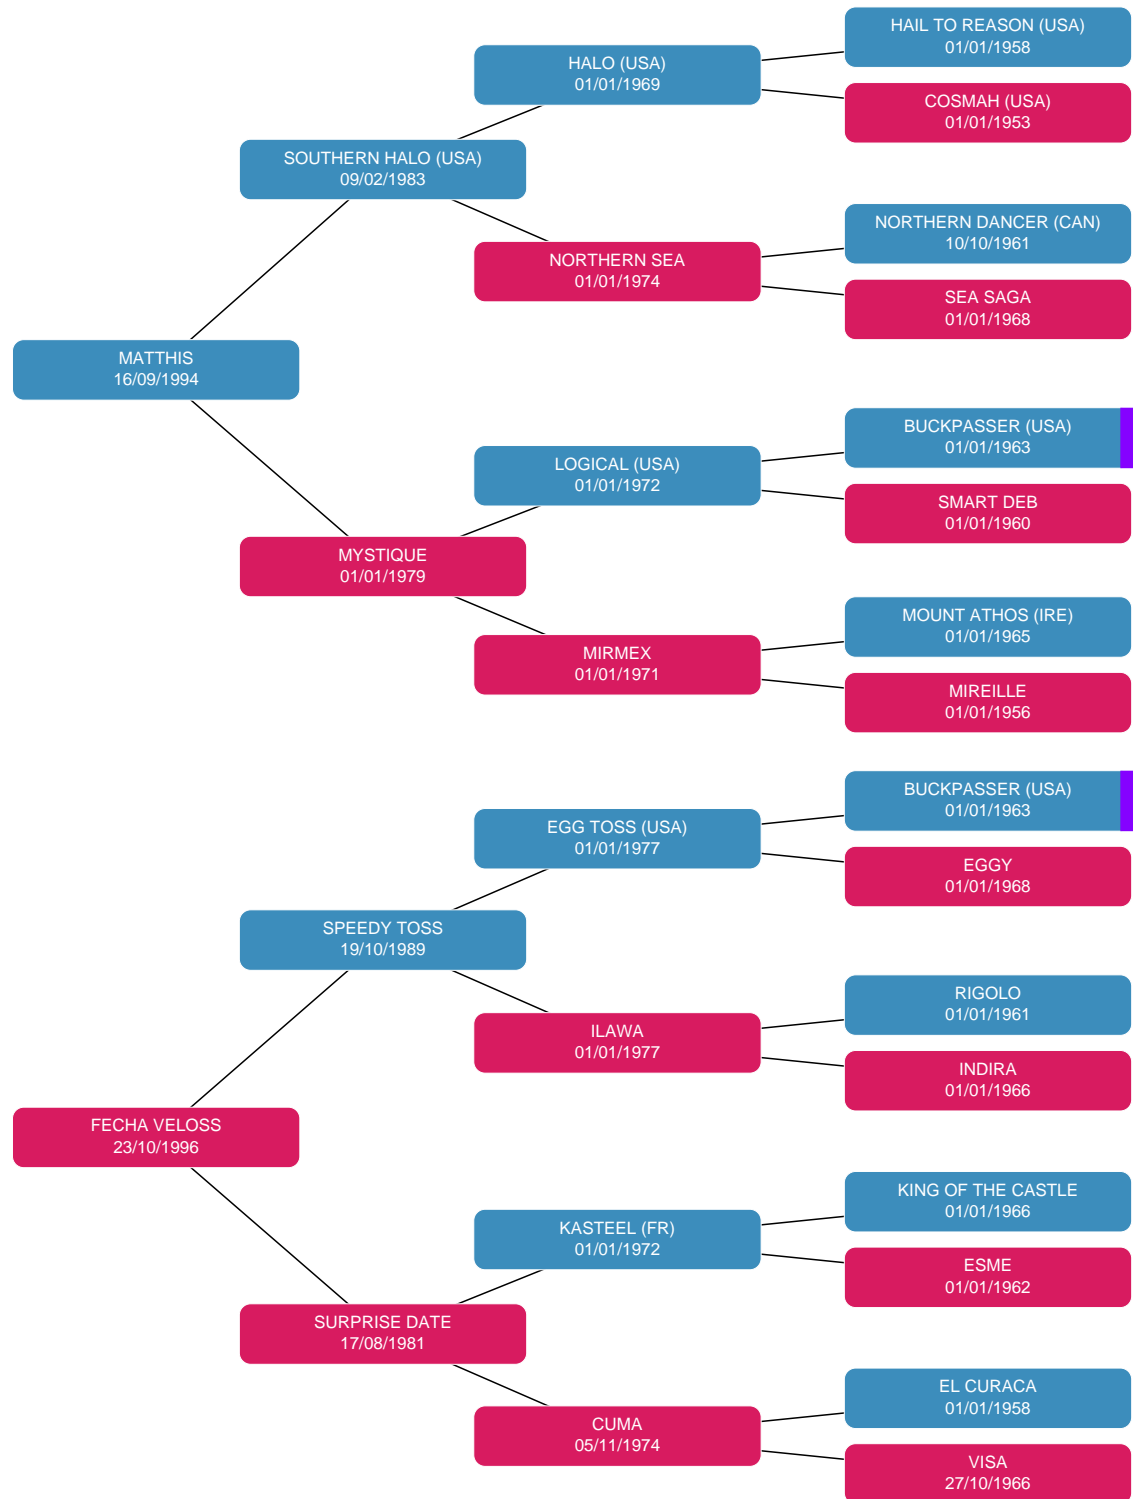 HAIL TO REASON (USA)
01/01/1958
HALO (USA)
01/01/1969
COSMAH (USA)
01/01/1953
SOUTHERN HALO (USA)
09/02/1983
NORTHERN DANCER (CAN)
10/10/1961
NORTHERN SEA
01/01/1974
SEA SAGA
01/01/1968
MATTHIS
16/09/1994
BUCKPASSER (USA)
01/01/1963
LOGICAL (USA)
01/01/1972
SMART DEB
01/01/1960
MYSTIQUE
01/01/1979
MOUNT ATHOS (IRE)
01/01/1965
MIRMEX
01/01/1971
MIREILLE
01/01/1956
BUCKPASSER (USA)
01/01/1963
EGG TOSS (USA)
01/01/1977
EGGY
01/01/1968
SPEEDY TOSS
19/10/1989
RIGOLO
01/01/1961
ILAWA
01/01/1977
INDIRA
01/01/1966
FECHA VELOSS
23/10/1996
KING OF THE CASTLE
01/01/1966
KASTEEL (FR)
01/01/1972
ESME
01/01/1962
SURPRISE DATE
17/08/1981
EL CURACA
01/01/1958
CUMA
05/11/1974
VISA
27/10/1966